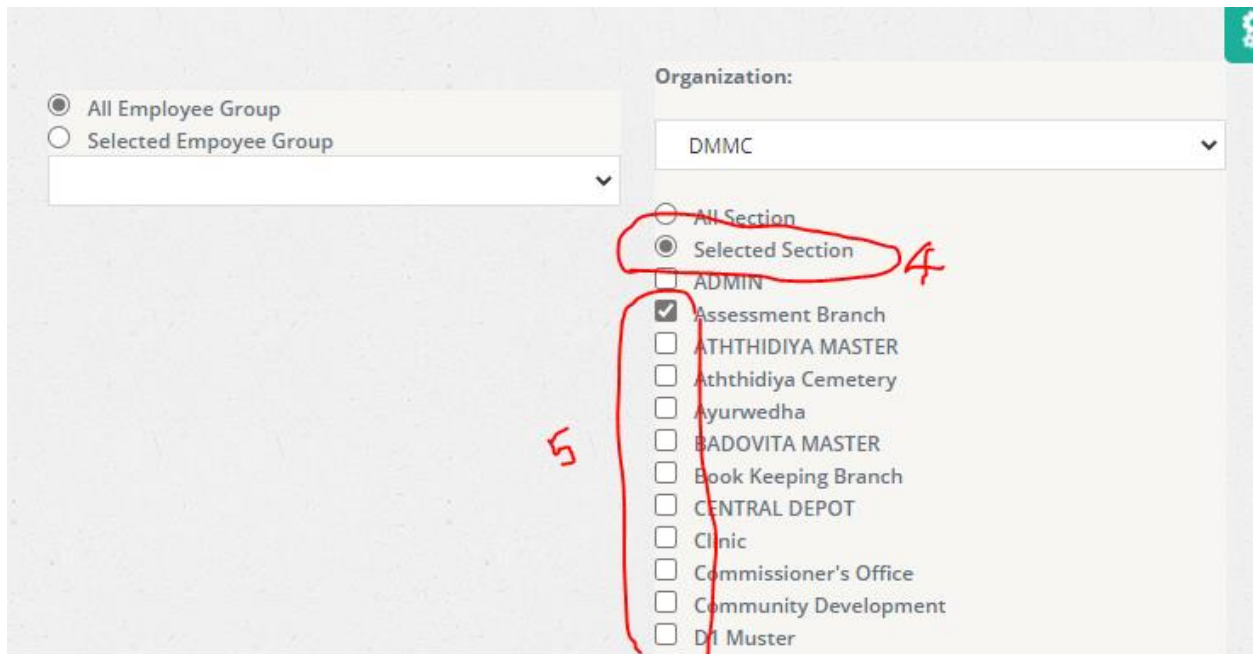 All Employee Group
Selected Empoyee Group
Organization:
DMMC
All Section
Selected Section
4
ADMIN
Assessment Branch
ATHTHIDIYA MASTER
Aththidiya Cemetery
Ayurwedha
5
BADOVITA MASTER
Book Keeping Branch
CENTRAL DEPOT
Clinic
Commissioner's Office
Community Development
D1 Muster